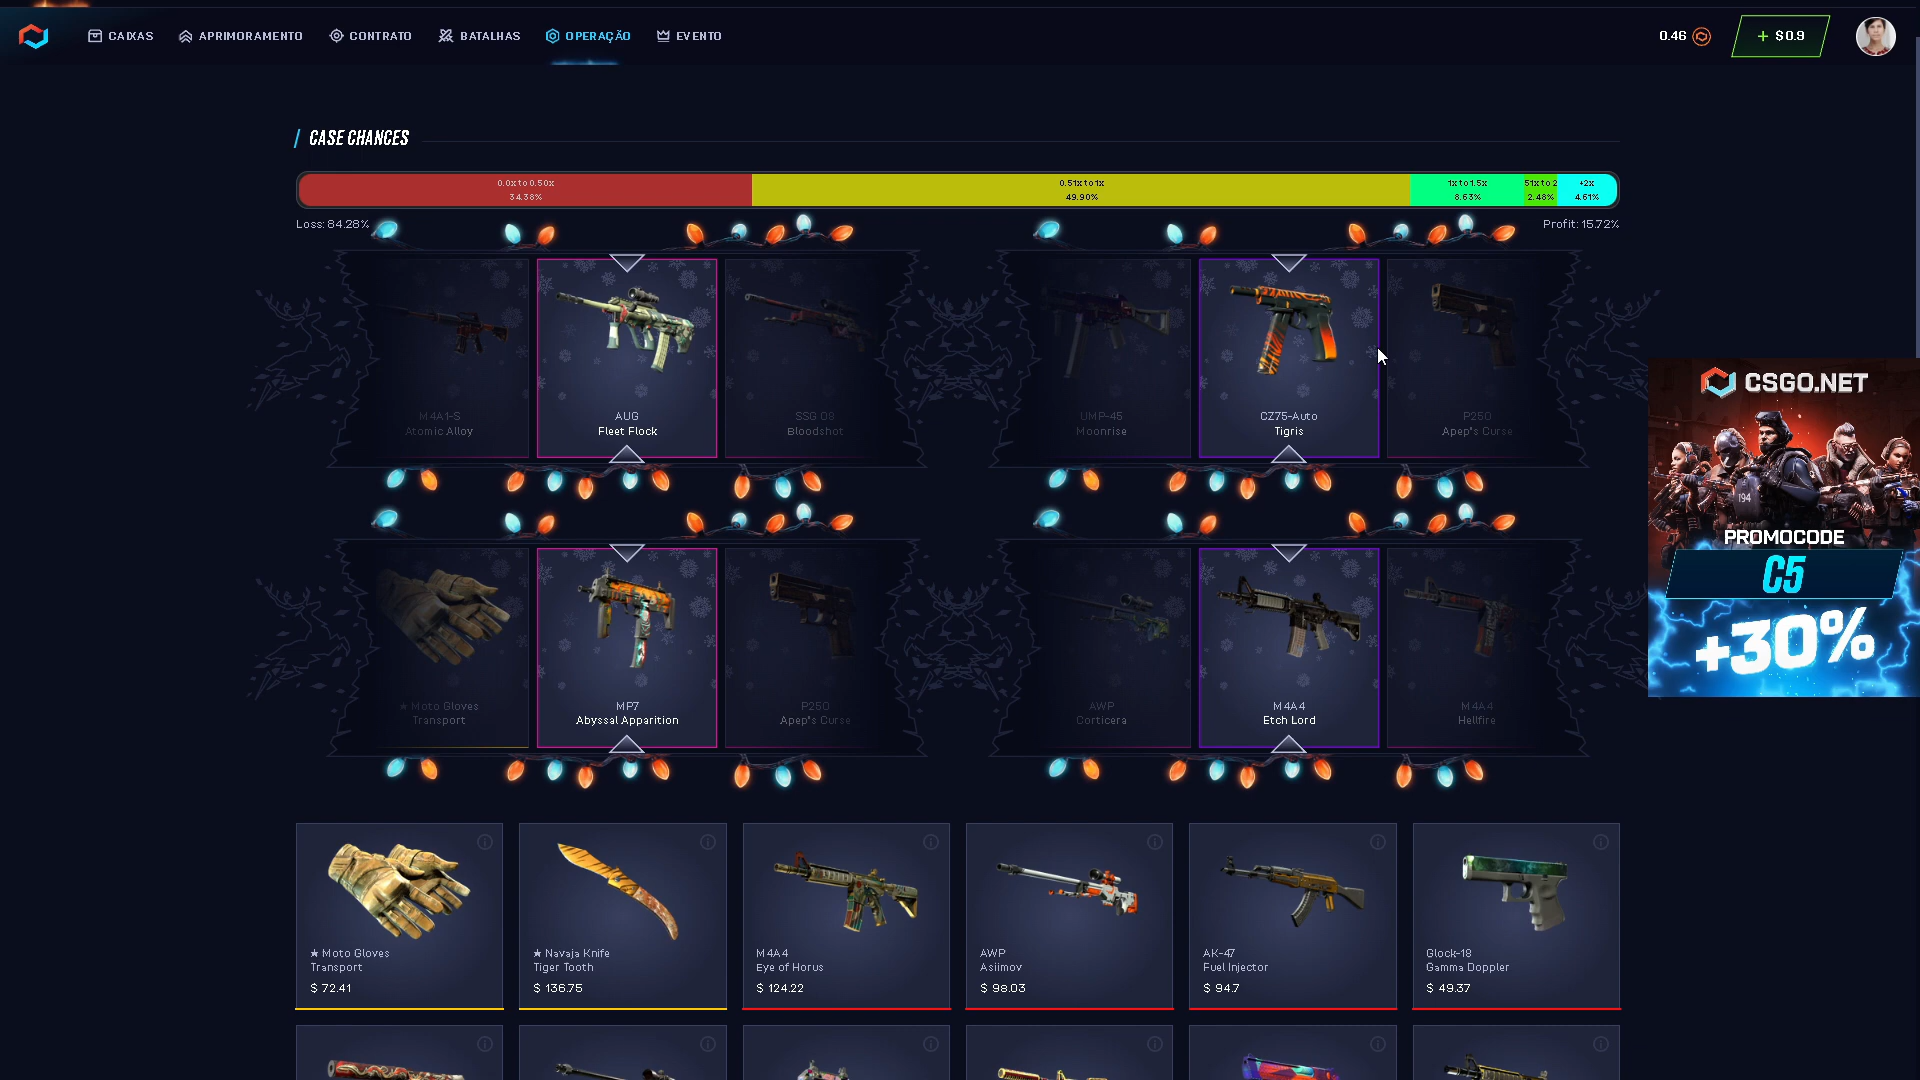 CAIXAS
APRIMORAMENTO
CONTRATO
BATALHAS
OPERAÇÃO
EVENTO
0.46
+ $0.9
CASE CHANCES
0.0x to 0.50x
34.38%
0.51x to 1x
49.90%
1x to 1.5x
8.63%
51x to 2
2.48%
+2x
4.61%
Loss: 84.28%
Profit: 15.72%
M4A1-S
Atomic Alloy
AUG
Fleet Flock
SSG 08
Bloodshot
UMP-45
Moonrise
CZ75-Auto
Tigris
P250
Apep's Curse
CSGO.NET
194
PROMOCODE
C5
+30%
★ Moto Gloves
Transport
MP7
Abyssal Apparition
P250
Apep's Curse
AWP
Corticera
M4A4
Etch Lord
M4A4
Hellfire
★ Moto Gloves
Transport
$ 72.41
★ Navaja Knife
Tiger Tooth
$ 136.75
M4A4
Eye of Horus
$ 124.22
AWP
Asiimov
$ 98.03
AK-47
Fuel Injector
$ 94.7
Glock-18
Gamma Doppler
$ 49.37